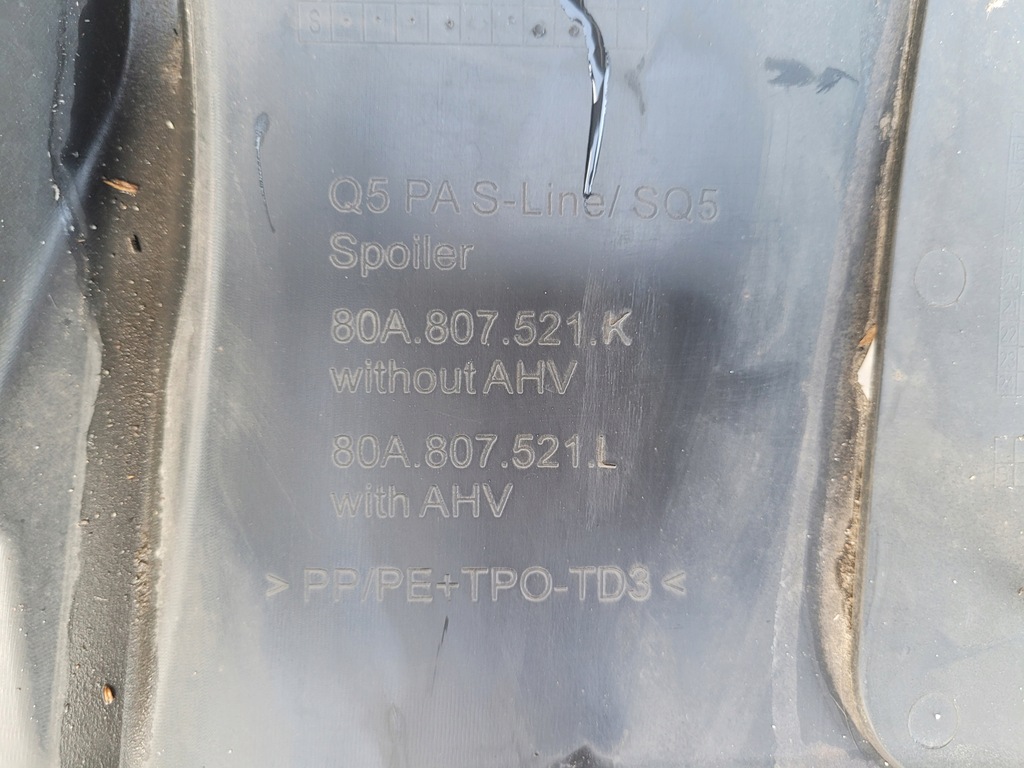 Q5 PA S-Line/ SQ5
Spoiler
80A.807.521.K
without AHV
80A.807.521.L
with AHV
> PP/PE+TPO-TD3 <